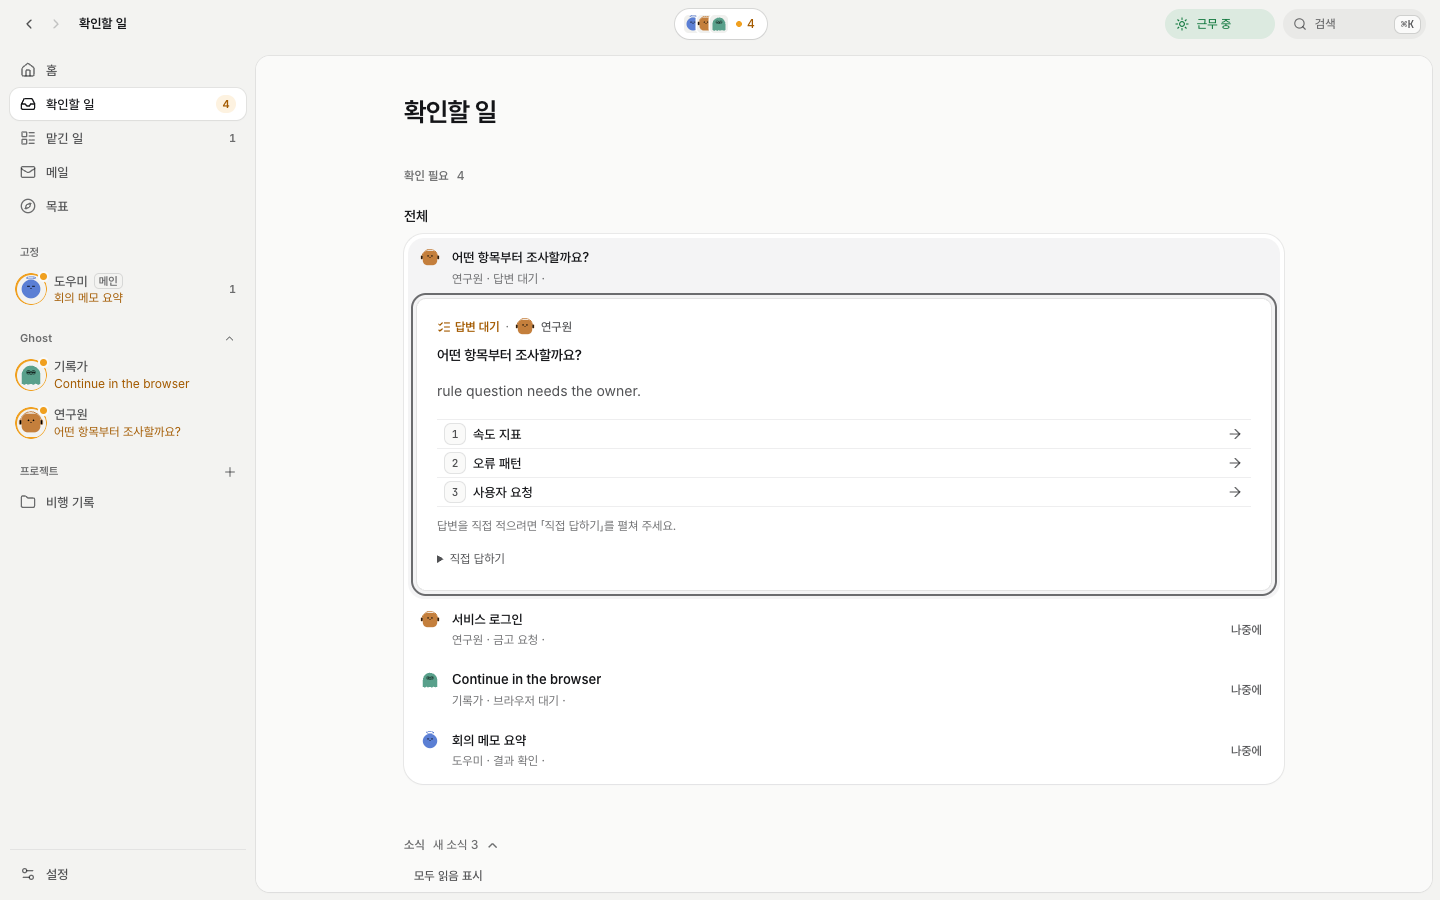 확인할 일
4
근무 중
검색
⌘K
홈
확인할 일 4
맡긴 일 1
메일
목표
고정
도우미 메인
회의 메모 요약
1
Ghost
기록가
Continue in the browser
연구원
어떤 항목부터 조사할까요?
프로젝트
비행 기록
설정
확인할 일
확인 필요 4
전체
어떤 항목부터 조사할까요?
연구원 · 답변 대기 ·
답변 대기 · 연구원
어떤 항목부터 조사할까요?
rule question needs the owner.
1 속도 지표
2 오류 패턴
3 사용자 요청
답변을 직접 적으려면 「직접 답하기」를 펼쳐 주세요.
직접 답하기
서비스 로그인
연구원 · 금고 요청 ·
나중에
Continue in the browser
기록가 · 브라우저 대기 ·
나중에
회의 메모 요약
도우미 · 결과 확인 ·
나중에
소식 새 소식 3
모두 읽음 표시